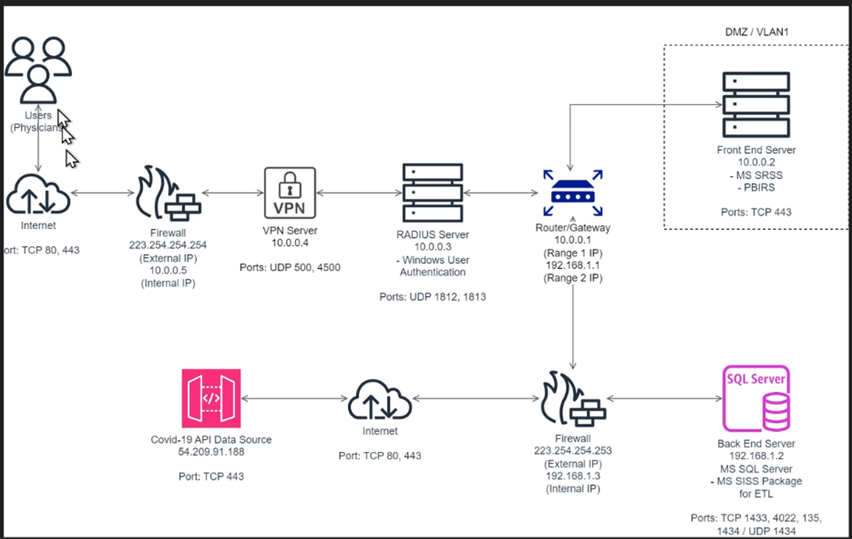 DMZ / VLAN1
Users
(Physicians
Internet
ort: TCP 80, 443
Firewall
223.254.254.254
(External IP)
10.0.0.5
(Internal IP)
VPN
VPN Server
10.0.0.4
Ports: UDP 500, 4500
RADIUS Server
10.0.0.3
- Windows User
Authentication
Ports: UDP 1812, 1813
Router/Gateway
10.0.0.1
(Range 1 IP)
192.168.1.1
(Range 2 IP)
Front End Server
10.0.0.2
- MS SRSS
- PBIRS
Ports: TCP 443
</>
Covid-19 API Data Source
54.209.91.188
Port: TCP 443
Internet
Port: TCP 80, 443
Firewall
223.254.254.253
(External IP)
192.168.1.3
(Internal IP)
SQL Server
Back End Server
192.168.1.2
MS SQL Server
- MS SISS Package
for ETL
Ports: TCP 1433, 4022, 135,
1434 / UDP 1434